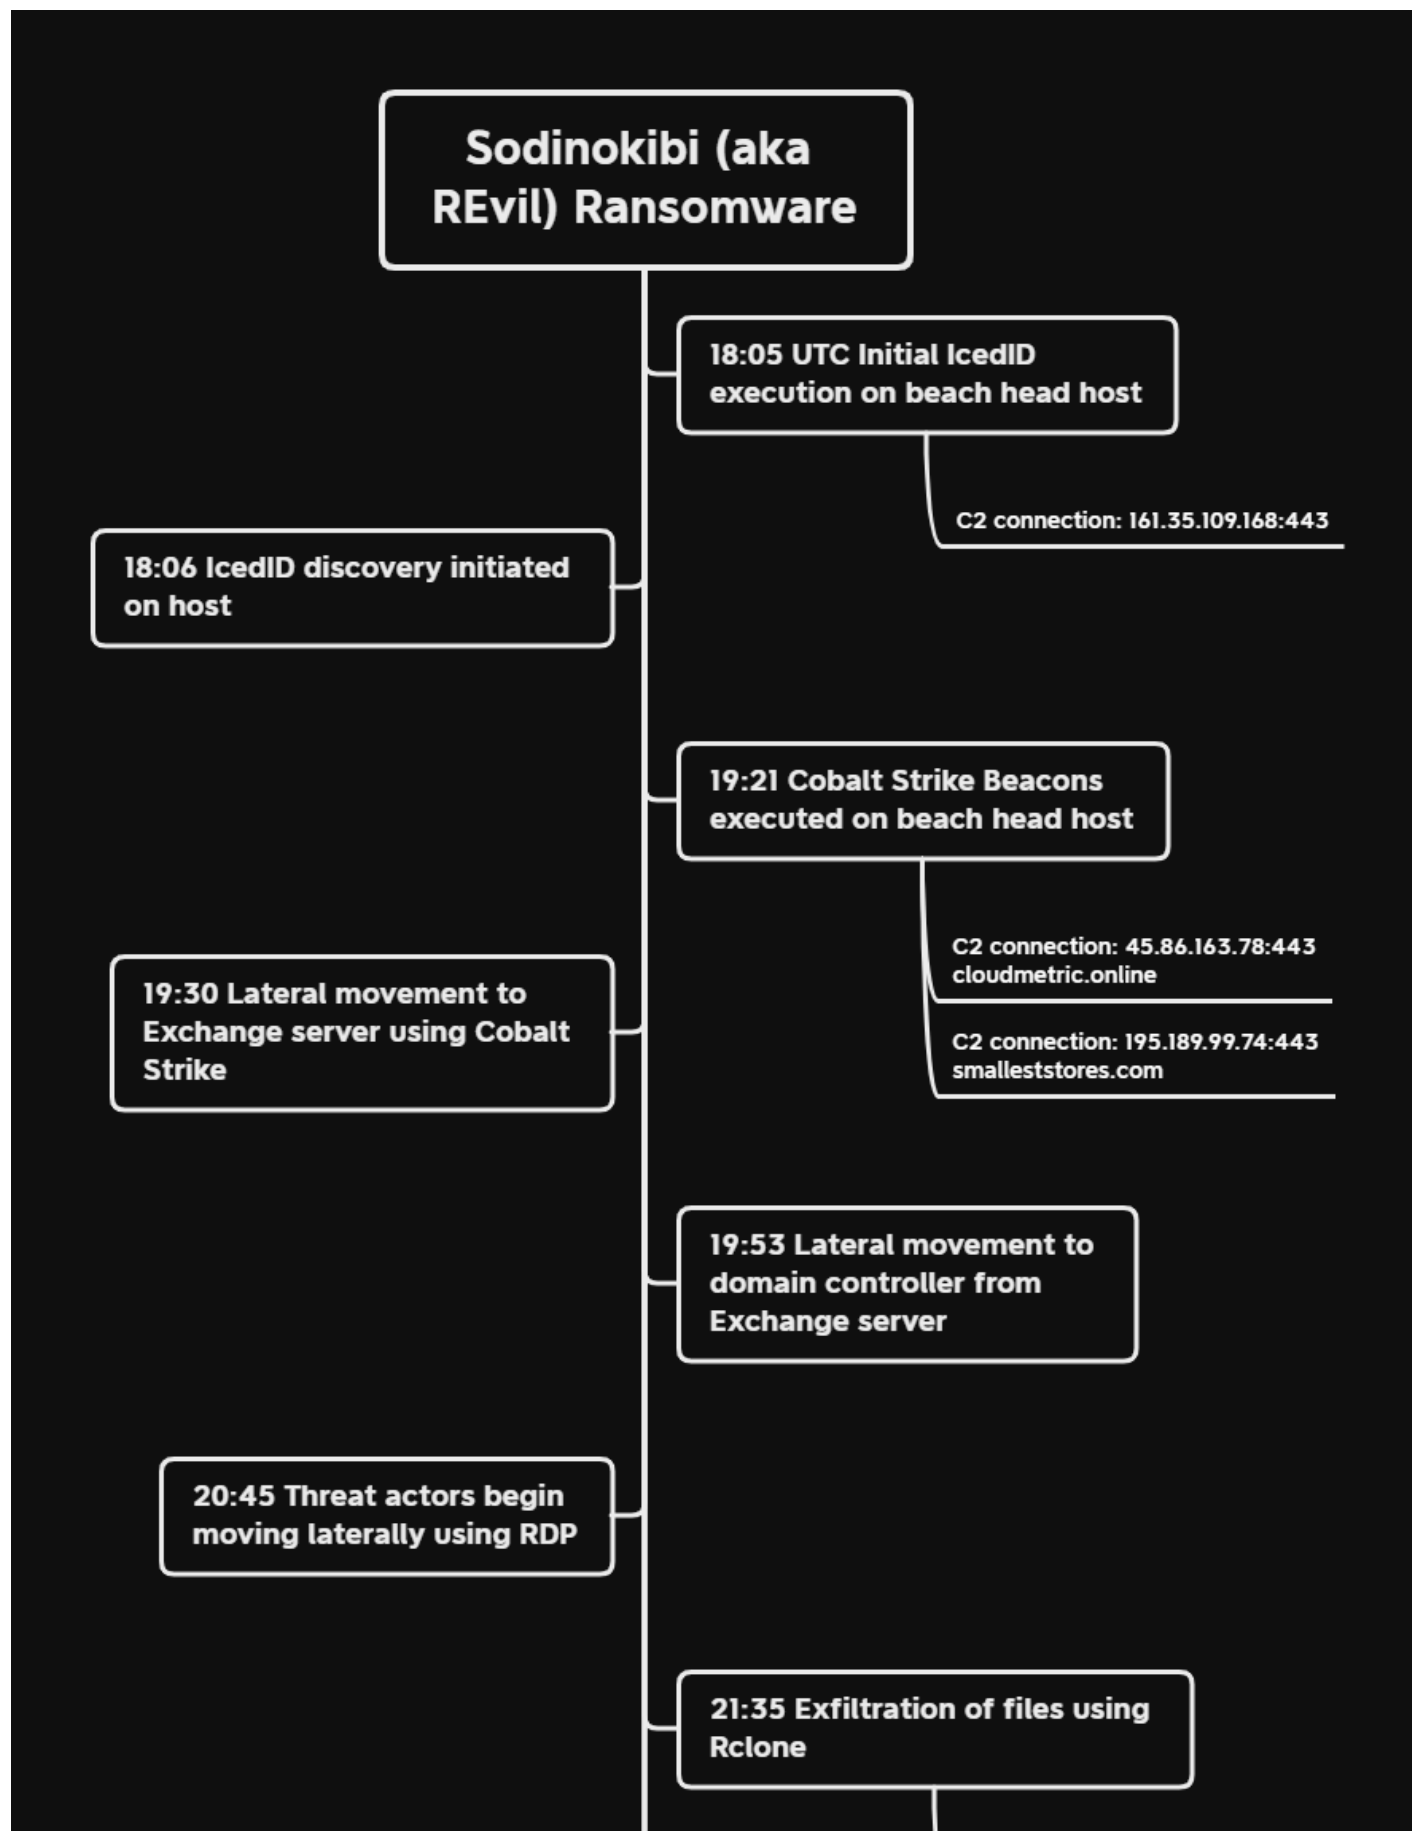 Sodinokibi (aka
REvil) Ransomware
18:05 UTC Initial IcedID
execution on beach head host
C2 connection: 161.35.109.168:443
18:06 IcedID discovery initiated
on host
19:21 Cobalt Strike Beacons
executed on beach head host
C2 connection: 45.86.163.78:443
cloudmetric.online
C2 connection: 195.189.99.74:443
smalleststores.com
19:30 Lateral movement to
Exchange server using Cobalt
Strike
19:53 Lateral movement to
domain controller from
Exchange server
20:45 Threat actors begin
moving laterally using RDP
21:35 Exfiltration of files using
Rclone